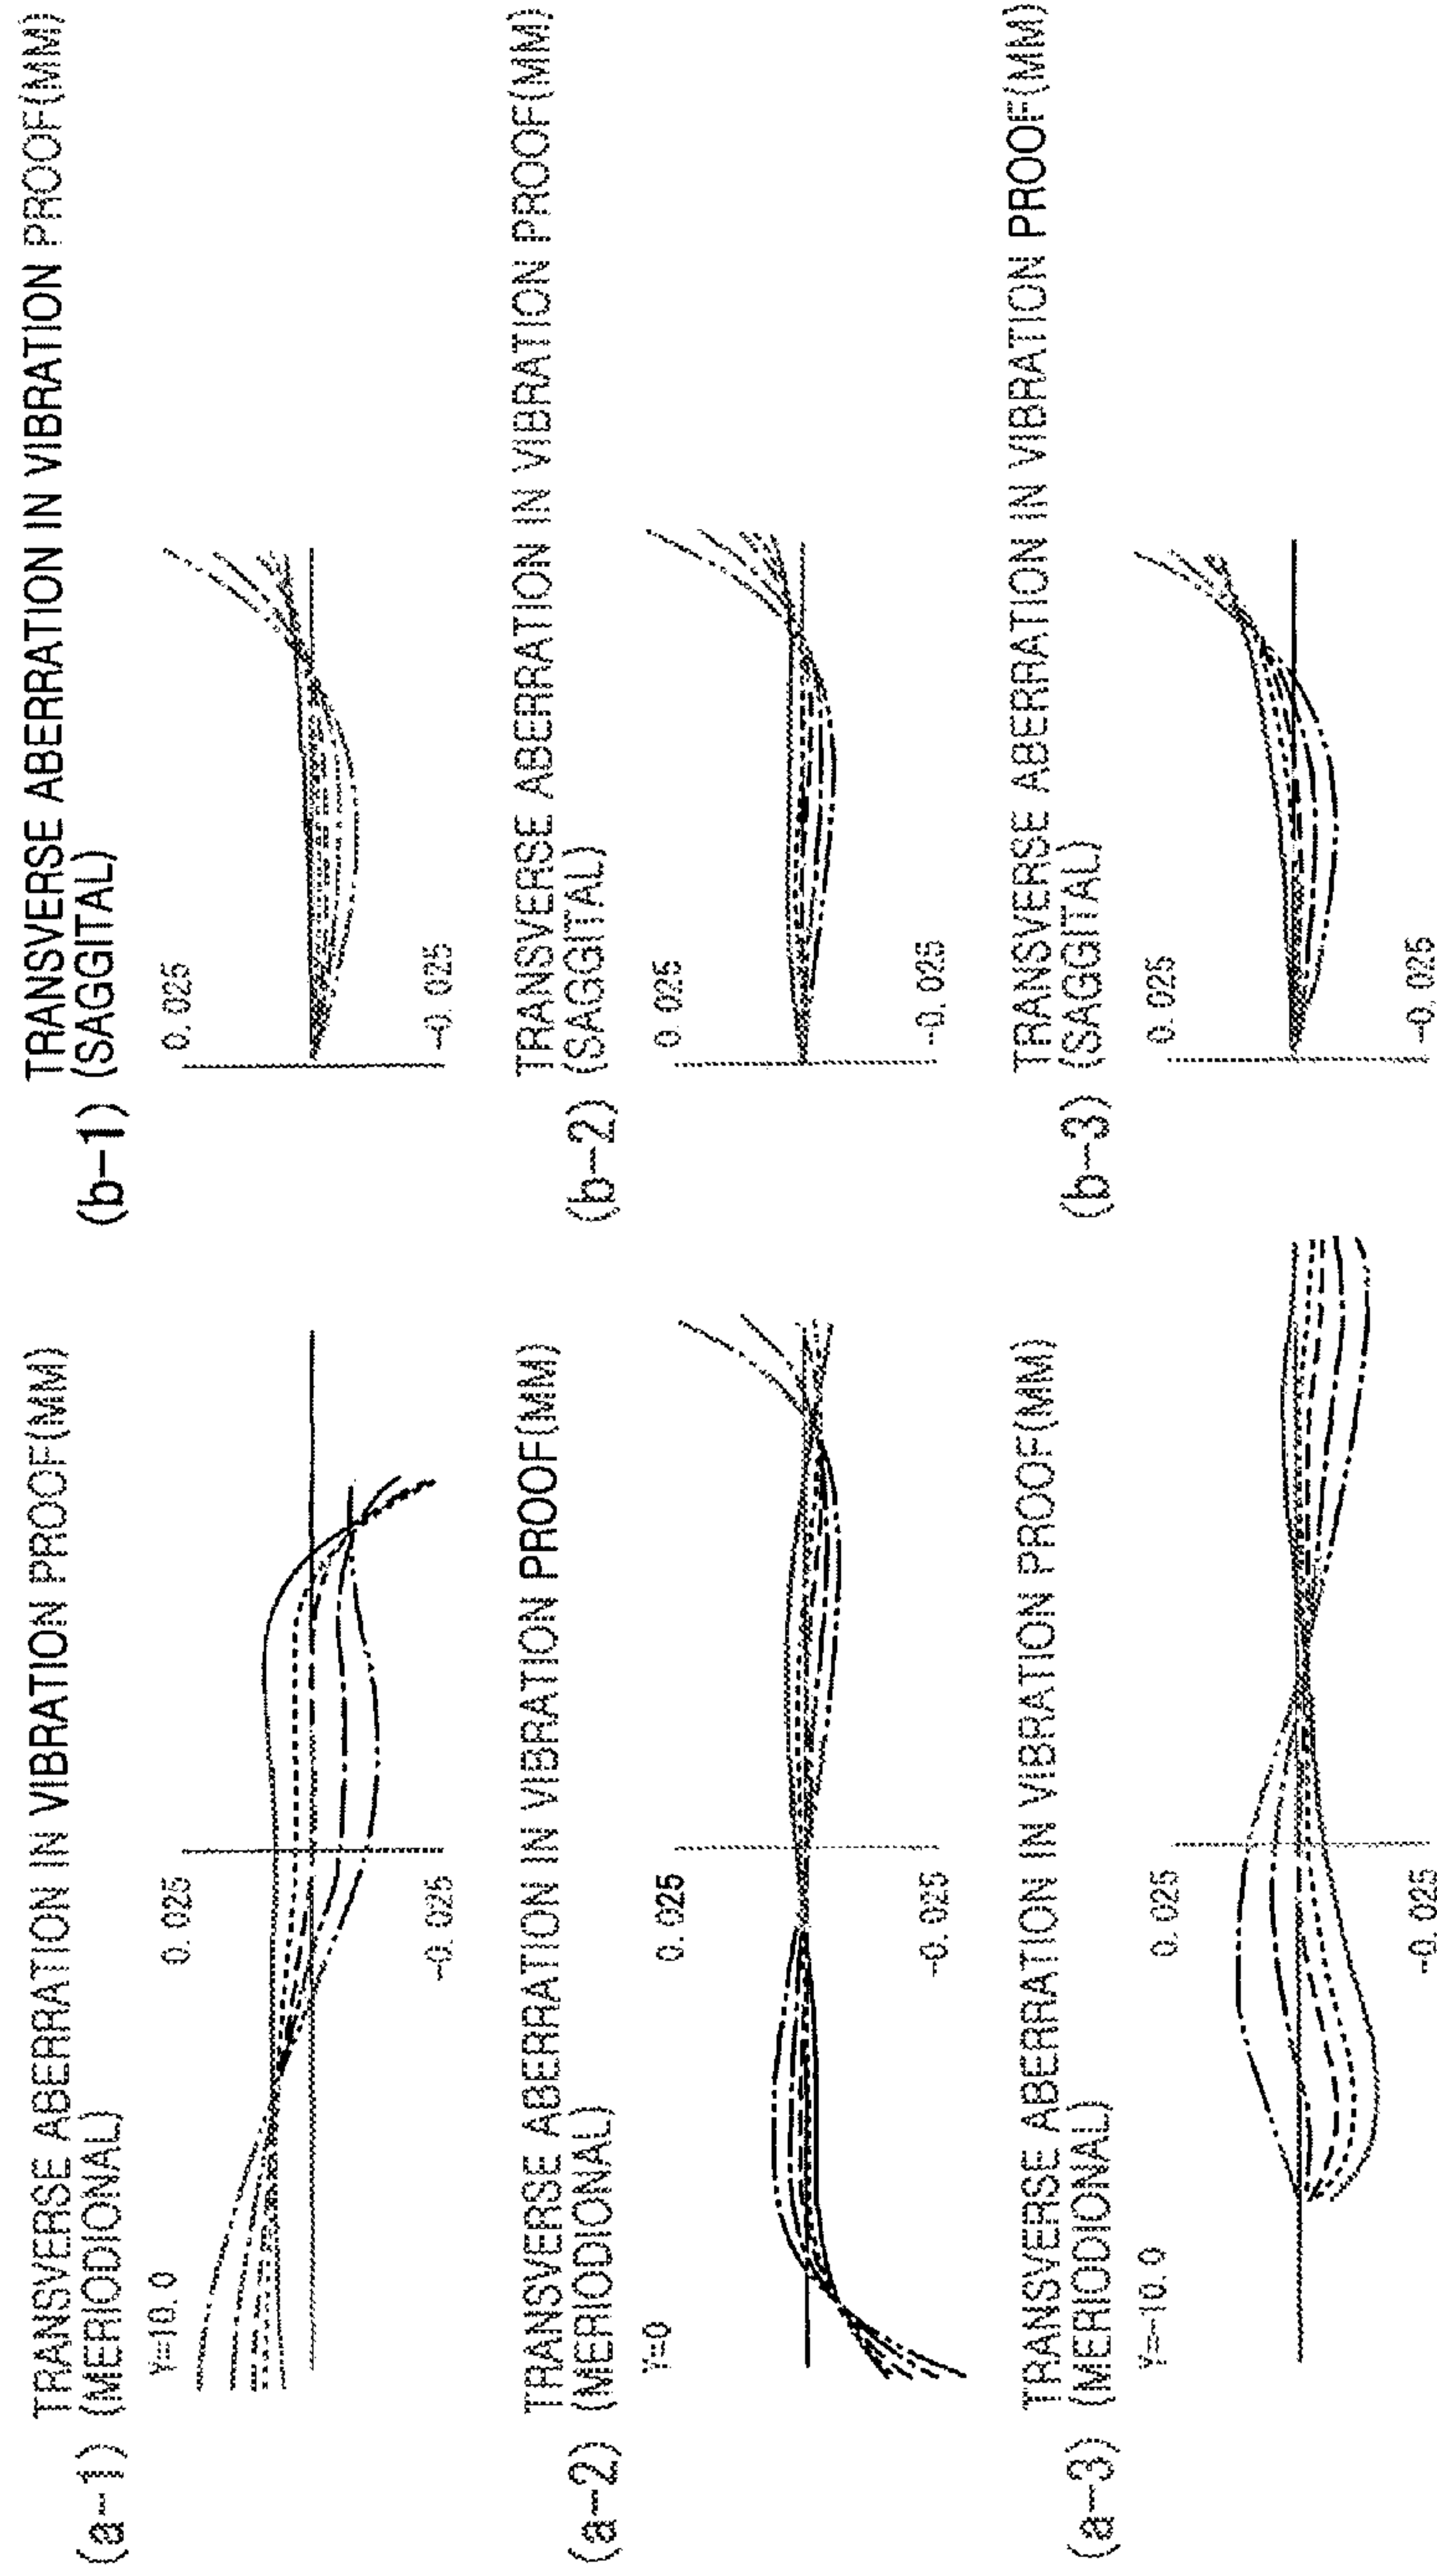 TRANSVERSE ABERRATION IN VIBRATION PROOF(MM)
(a-1) (MERIDIONAL)
Y=10.0
0.025
-0.025
TRANSVERSE ABERRATION IN VIBRATION PROOF(MM)
(b-1) (SAGGITAL)
0.025
-0.025
TRANSVERSE ABERRATION IN VIBRATION PROOF(MM)
(a-2) (MERIODIONAL)
Y=0
0.025
-0.025
TRANSVERSE ABERRATION IN VIBRATION PROOF(MM)
(b-2) (SAGGITAL)
0.025
-0.025
TRANSVERSE ABERRATION IN VIBRATION PROOF(MM)
(a-3) (MERIODIONAL)
Y=-10.0
0.025
-0.025
TRANSVERSE ABERRATION IN VIBRATION PROOF(MM)
(b-3) (SAGGITAL)
0.025
-0.025